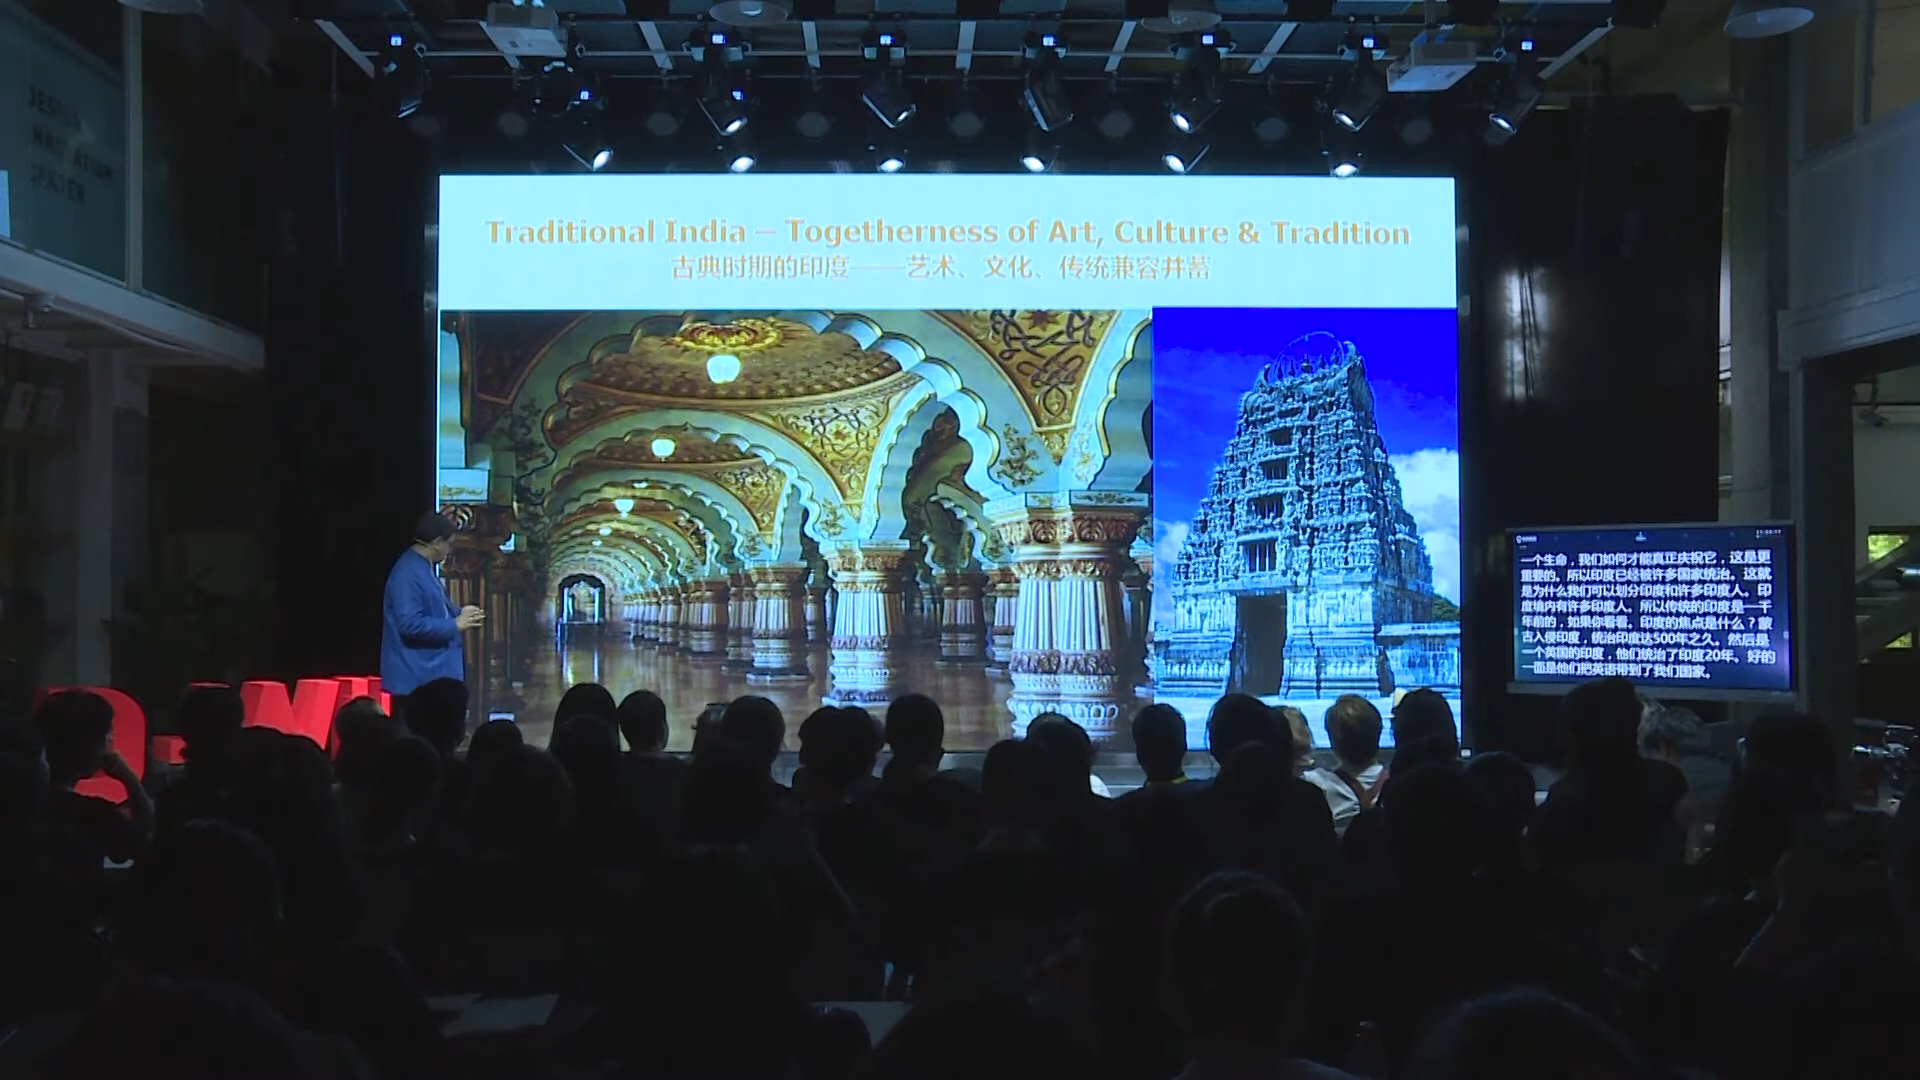 Traditional India – Togetherness of Art, Culture & Tradition
古典时期的印度——艺术、文化、传统兼容并蓄
一个生命，我们如何才能真正庆祝它，这是更
重要的。所以印度已经被许多国家统治。这就
是为什么我们可以划分印度和许多印度人。印
度境内有许多印度人。所以传统的印度是一千
年前的，如果你看看。印度的焦点是什么？蒙
古入侵印度，统治印度达500年之久。然后是
一个英国的印度，他们统治了印度20年。好的
一面是他们把英语带到了我们国家。